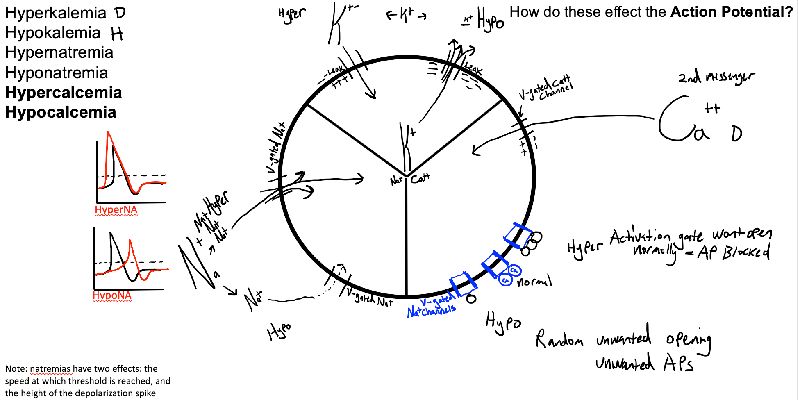 Hyperkalemia D
Hypokalemia H
Hypernatremia
Hyponatremia
Hypercalcemia
Hypocalcemia
How do these effect the Action Potential?
Hyper
K+
←K+→
K+ Hypo
Leak
Leak
V-gated Ca++
Channel
2nd messenger
Ca++ D
V-gated Na+
K+
Na+
Ca++
HyperNA
HypoNA
Na+ Hyper
Na+
Na+
Na+
Na+
Hypo
V-gated Na+
V-gated
Na+ Channels
normal
Hypo
Hyper Activation gate wont open
normally = AP Blocked
Random unwanted opening
unwanted APs
Note: natremias have two effects: the
speed at which threshold is reached, and
the height of the depolarization spike